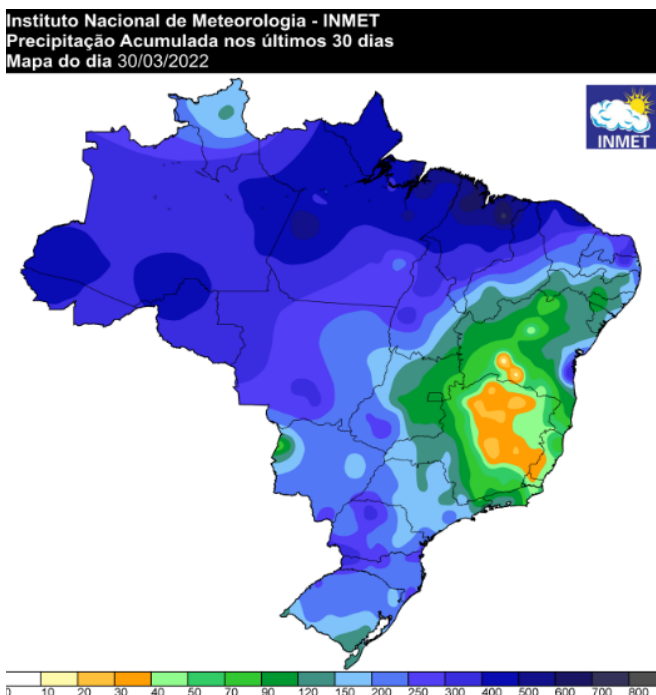 Instituto Nacional de Meteorologia - INMET
Precipitação Acumulada nos últimos 30 dias
Mapa do dia 30/03/2022
INMET
0 10 20 30 40 50 70 90 120 150 200 250 300 400 500 600 700 800